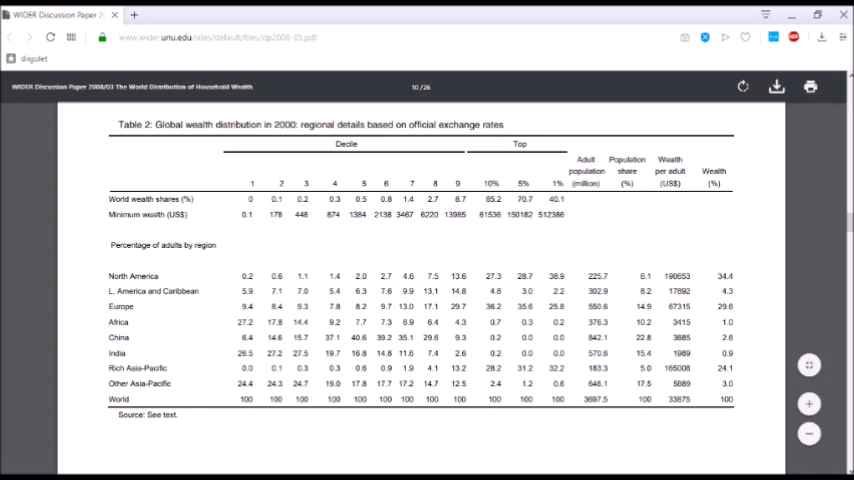 WIDER Discussion Paper 2
www.wider.unu.edu/sites/default/files/dp2000-03.pdf
digolet
WIDER Discussion Paper 2008/03 The World Distribution of Household Wealth 10/26
Table 2: Global wealth distribution in 2000: regional details based on official exchange rates
Decile Top
Adult Population Wealth
population share per adult Wealth
1 2 3 4 5 6 7 8 9 10% 5% 1% (million) (%) (US$) (%)
World wealth shares (%) 0 0.1 0.2 0.3 0.5 0.8 1.4 2.7 8.7 85.2 70.7 40.1
Minimum wealth (US$) 0.1 178 448 874 1384 2138 3467 6220 13985 61536 150182 512386
Percentage of adults by region
North America 0.2 0.6 1.1 1.4 2.0 2.7 4.6 7.5 13.6 27.3 28.7 38.9 225.7 6.1 190653 34.4
L. America and Caribbean 5.9 7.1 7.0 5.4 6.3 7.6 9.9 13.1 14.8 4.8 3.0 2.2 302.9 8.2 17892 4.3
Europe 9.4 8.4 9.3 7.8 8.2 9.7 13.0 17.1 29.7 36.2 35.6 25.8 550.6 14.9 67315 29.6
Africa 27.2 17.8 14.4 9.2 7.7 7.3 6.9 6.4 4.3 0.7 0.3 0.2 376.3 10.2 3415 1.0
China 6.4 14.6 15.7 37.1 40.6 39.2 35.1 29.6 9.3 0.2 0.0 0.0 842.1 22.8 3885 2.6
India 26.5 27.2 27.5 19.7 16.8 14.8 11.6 7.4 2.6 0.2 0.0 0.0 570.6 15.4 1989 0.9
Rich Asia-Pacific 0.0 0.1 0.3 0.3 0.6 0.9 1.9 4.1 13.2 28.2 31.2 32.2 183.3 5.0 165008 24.1
Other Asia-Pacific 24.4 24.3 24.7 19.0 17.8 17.7 17.2 14.7 12.5 2.4 1.2 0.6 646.1 17.5 5889 3.0
World 100 100 100 100 100 100 100 100 100 100 100 100 3697.5 100 33875 100
Source: See text.